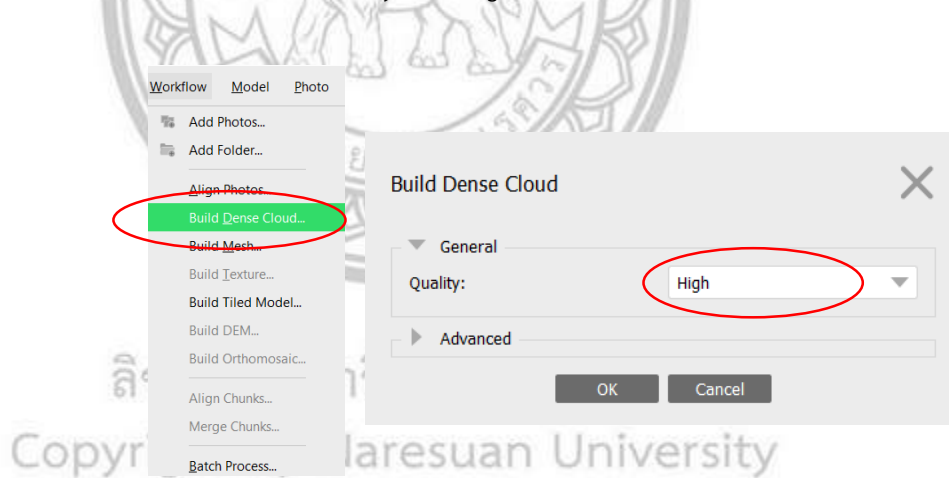 Workflow Model Photo
Add Photos...
Add Folder...
Align Photos...
Build Dense Cloud...
Build Mesh...
Build Texture...
Build Tiled Model...
Build DEM...
Build Orthomosaic...
Align Chunks...
Merge Chunks...
Batch Process...
Build Dense Cloud
General
Quality: High
Advanced
OK Cancel
University